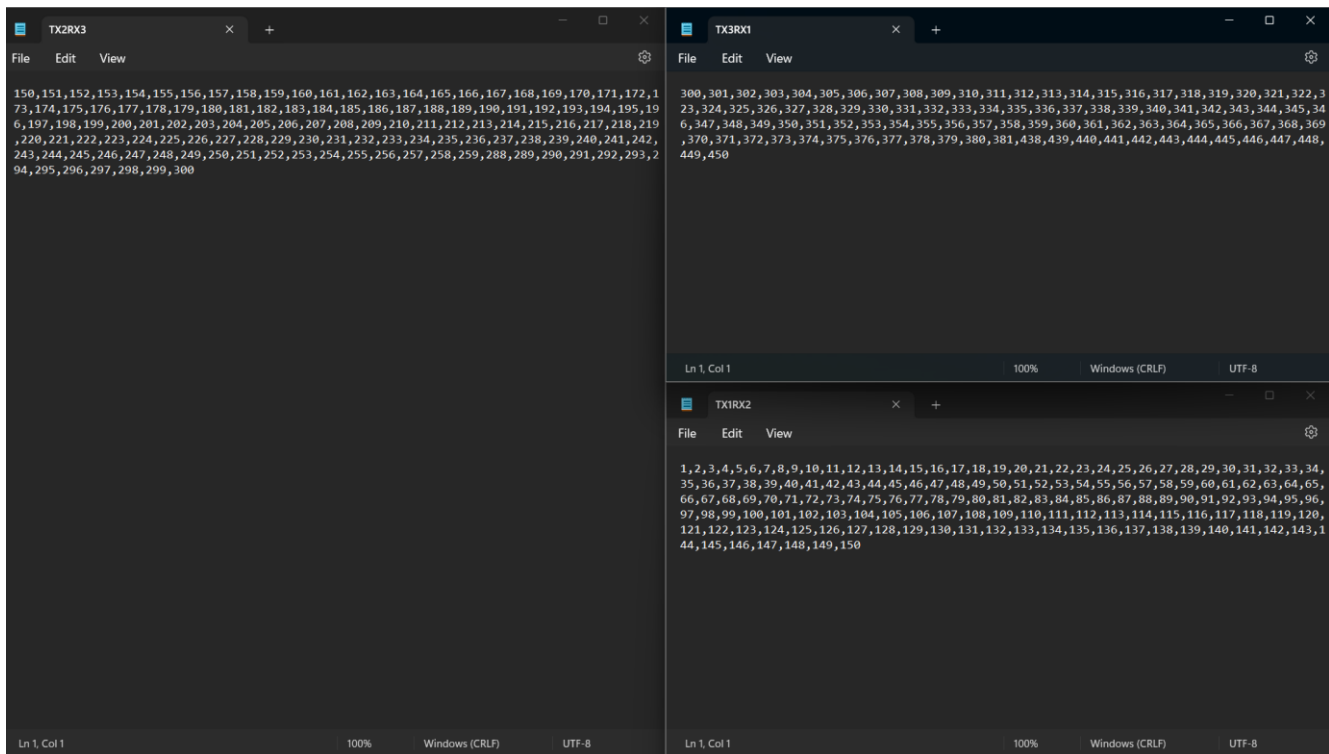 TX2RX3
File Edit View
150,151,152,153,154,155,156,157,158,159,160,161,162,163,164,165,166,167,168,169,170,171,172,1
73,174,175,176,177,178,179,180,181,182,183,184,185,186,187,188,189,190,191,192,193,194,195,19
6,197,198,199,200,201,202,203,204,205,206,207,208,209,210,211,212,213,214,215,216,217,218,219
,220,221,222,223,224,225,226,227,228,229,230,231,232,233,234,235,236,237,238,239,240,241,242,
243,244,245,246,247,248,249,250,251,252,253,254,255,256,257,258,259,288,289,290,291,292,293,2
94,295,296,297,298,299,300
Ln 1, Col 1 100% Windows (CRLF) UTF-8
TX3RX1
File Edit View
300,301,302,303,304,305,306,307,308,309,310,311,312,313,314,315,316,317,318,319,320,321,322,3
23,324,325,326,327,328,329,330,331,332,333,334,335,336,337,338,339,340,341,342,343,344,345,34
6,347,348,349,350,351,352,353,354,355,356,357,358,359,360,361,362,363,364,365,366,367,368,369
,370,371,372,373,374,375,376,377,378,379,380,381,438,439,440,441,442,443,444,445,446,447,448,
449,450
Ln 1, Col 1 100% Windows (CRLF) UTF-8
TX1RX2
File Edit View
1,2,3,4,5,6,7,8,9,10,11,12,13,14,15,16,17,18,19,20,21,22,23,24,25,26,27,28,29,30,31,32,33,34,
35,36,37,38,39,40,41,42,43,44,45,46,47,48,49,50,51,52,53,54,55,56,57,58,59,60,61,62,63,64,65,
66,67,68,69,70,71,72,73,74,75,76,77,78,79,80,81,82,83,84,85,86,87,88,89,90,91,92,93,94,95,96,
97,98,99,100,101,102,103,104,105,106,107,108,109,110,111,112,113,114,115,116,117,118,119,120,
121,122,123,124,125,126,127,128,129,130,131,132,133,134,135,136,137,138,139,140,141,142,143,1
44,145,146,147,148,149,150
Ln 1, Col 1 100% Windows (CRLF) UTF-8